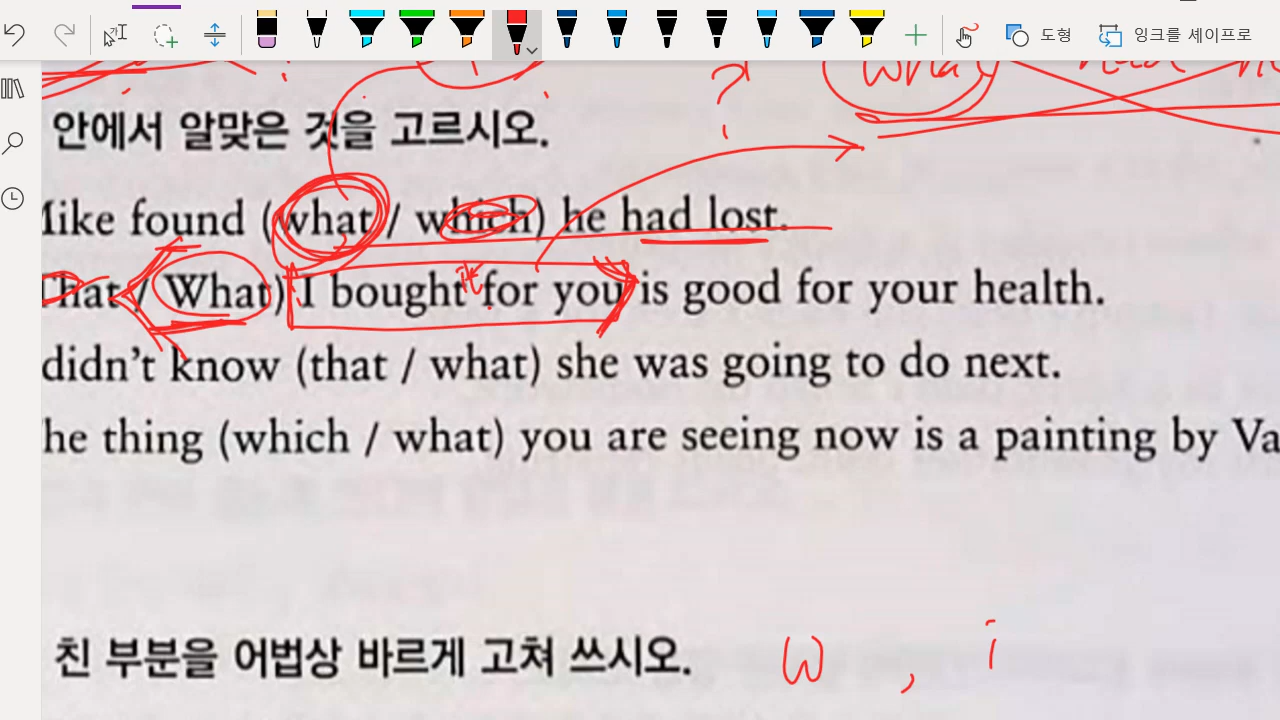 도형 잉크를 셰이프로
what
안에서 알맞은 것을 고르시오.
Mike found (what / which) he had lost.
That / What) I bought for you is good for your health.
it
didn't know (that / what) she was going to do next.
he thing (which / what) you are seeing now is a painting by Va
친 부분을 어법상 바르게 고쳐 쓰시오.
W , i